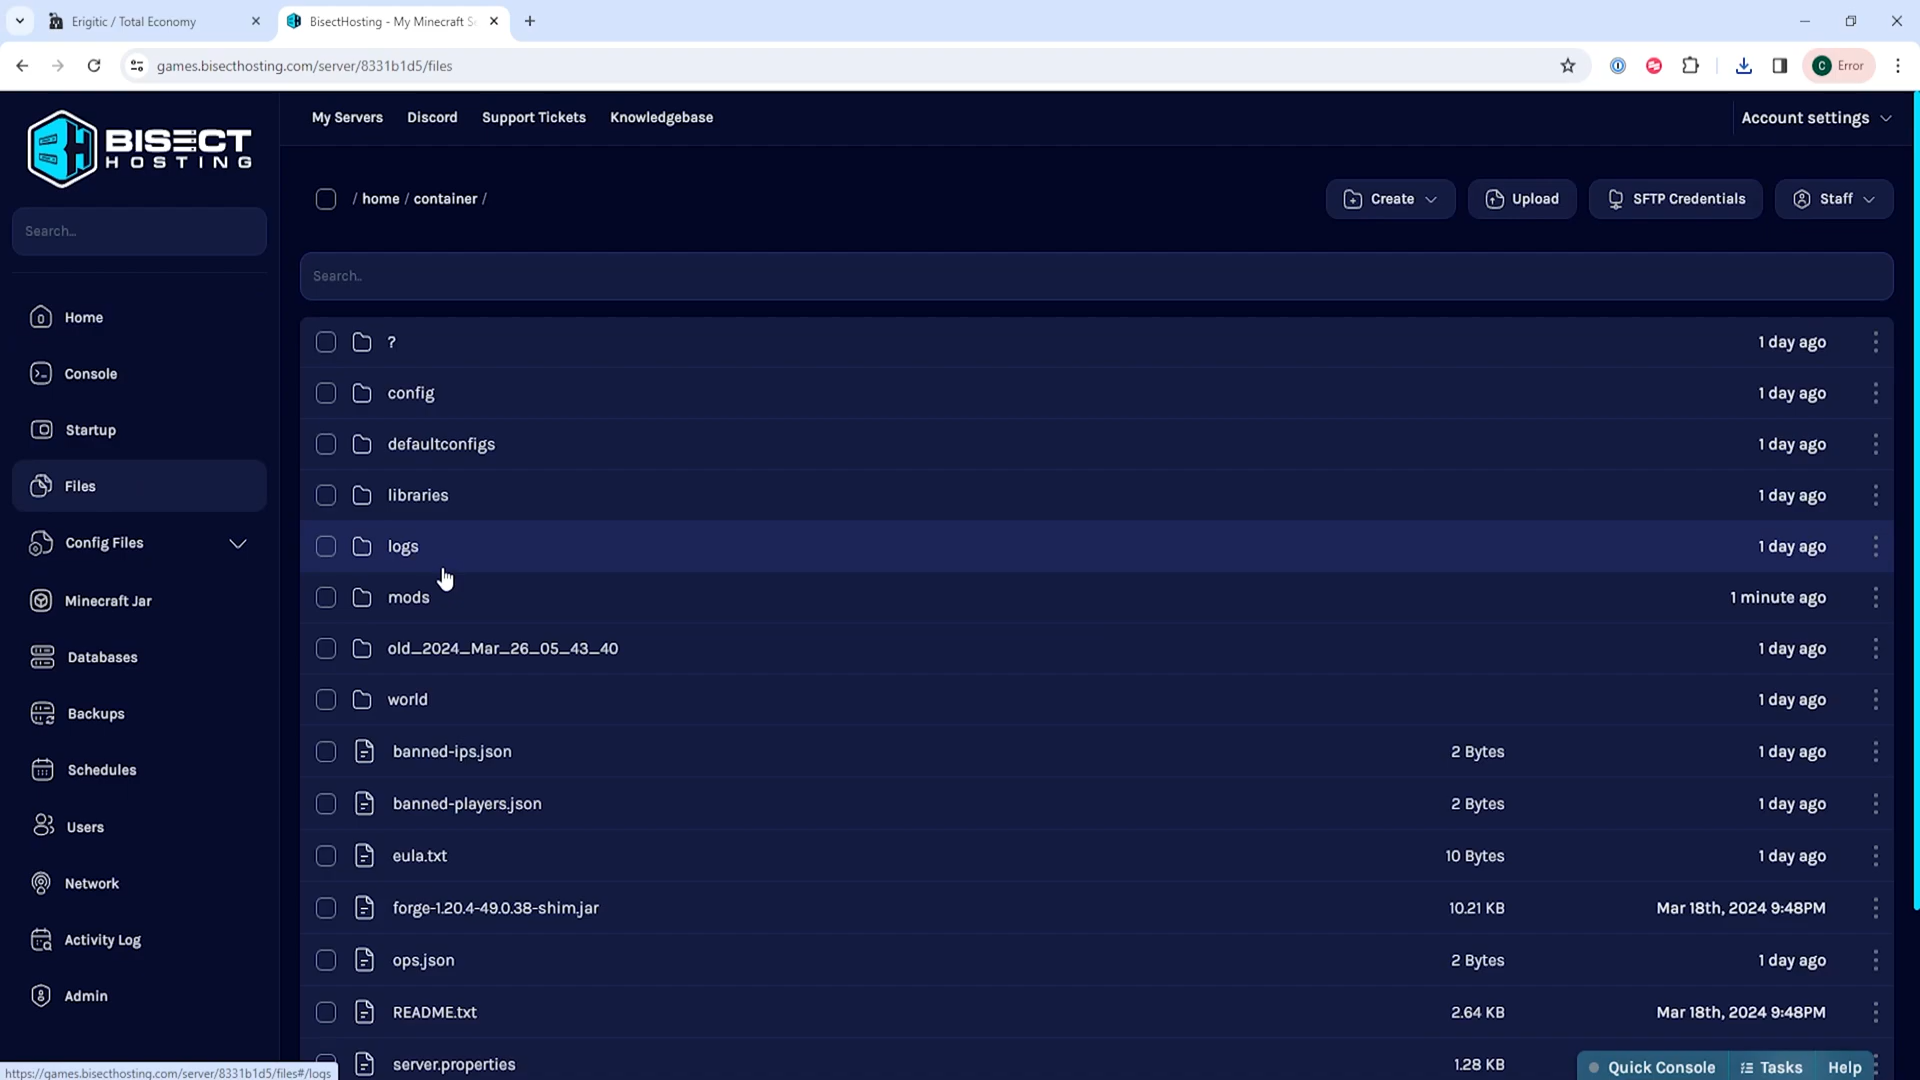 Erigitic / Total Economy
BisectHosting - My Minecraft S
games.bisecthosting.com/server/8331b1d5/files
C Error
BISECT
HOSTING
My Servers Discord Support Tickets Knowledgebase
Account settings
/ home / container /
Create Upload SFTP Credentials Staff
Search...
Search..
Home
Console
Startup
Files
Config Files
Minecraft Jar
Databases
Backups
Schedules
Users
Network
Activity Log
Admin
? 1 day ago
config 1 day ago
defaultconfigs 1 day ago
libraries 1 day ago
logs 1 day ago
mods 1 minute ago
old_2024_Mar_26_05_43_40 1 day ago
world 1 day ago
banned-ips.json 2 Bytes 1 day ago
banned-players.json 2 Bytes 1 day ago
eula.txt 10 Bytes 1 day ago
forge-1.20.4-49.0.38-shim.jar 10.21 KB Mar 18th, 2024 9:48PM
ops.json 2 Bytes 1 day ago
README.txt 2.64 KB Mar 18th, 2024 9:48PM
server.properties 1.28 KB
Quick Console Tasks Help
https://games.bisecthosting.com/server/8331b1d5/files#/logs